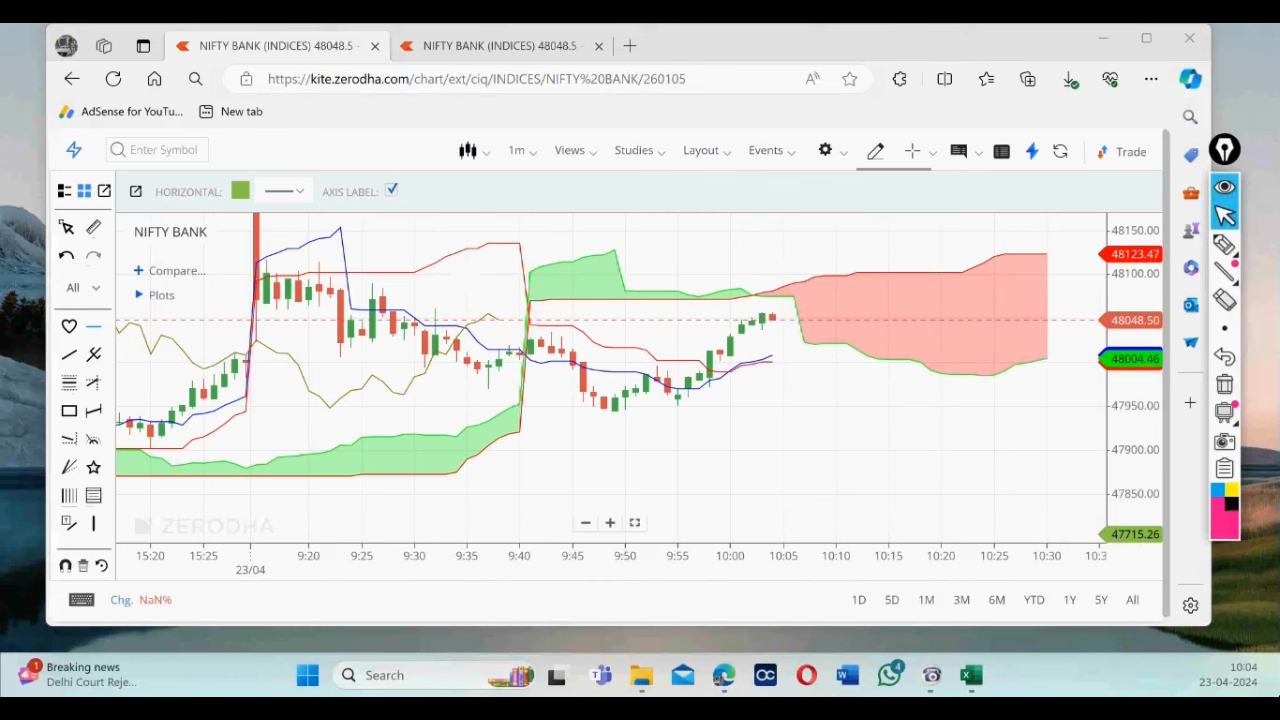 NIFTY BANK (INDICES) 48048.5
NIFTY BANK (INDICES) 48048.5
https://kite.zerodha.com/chart/ext/ciq/INDICES/NIFTY%20BANK/260105
AdSense for YouTu...
New tab
Enter Symbol
1m
Views
Studies
Layout
Events
Trade
HORIZONTAL:
AXIS LABEL:
NIFTY BANK
Compare...
Plots
All
48150.00
48123.47
48100.00
48048.50
48004.46
47950.00
47900.00
47850.00
47715.26
ZERODHA
15:20 15:25 9:20 9:25 9:30 9:35 9:40 9:45 9:50 9:55 10:00 10:05 10:10 10:15 10:20 10:25 10:30 10:3
23/04
Chg. NaN%
1D 5D 1M 3M 6M YTD 1Y 5Y All
1
Breaking news
Delhi Court Reje...
Search
4
10:04
23-04-2024